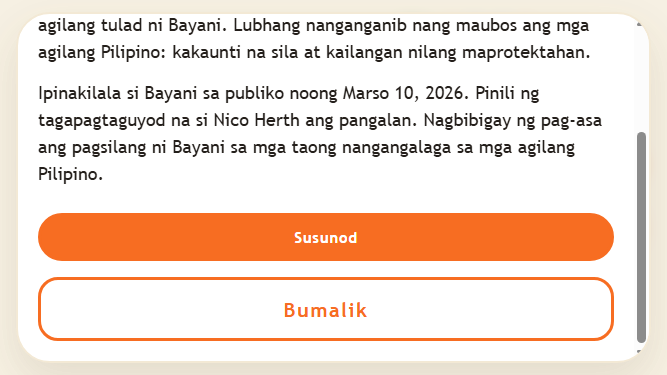 agilang tulad ni Bayani. Lubhang nanganganib nang maubos ang mga
agilang Pilipino: kakaunti na sila at kailangan nilang maprotektahan.
Ipinakilala si Bayani sa publiko noong Marso 10, 2026. Pinili ng
tagapagtaguyod na si Nico Herth ang pangalan. Nagbibigay ng pag-asa
ang pagsilang ni Bayani sa mga taong nangangalaga sa mga agilang
Pilipino.
Susunod
Bumalik